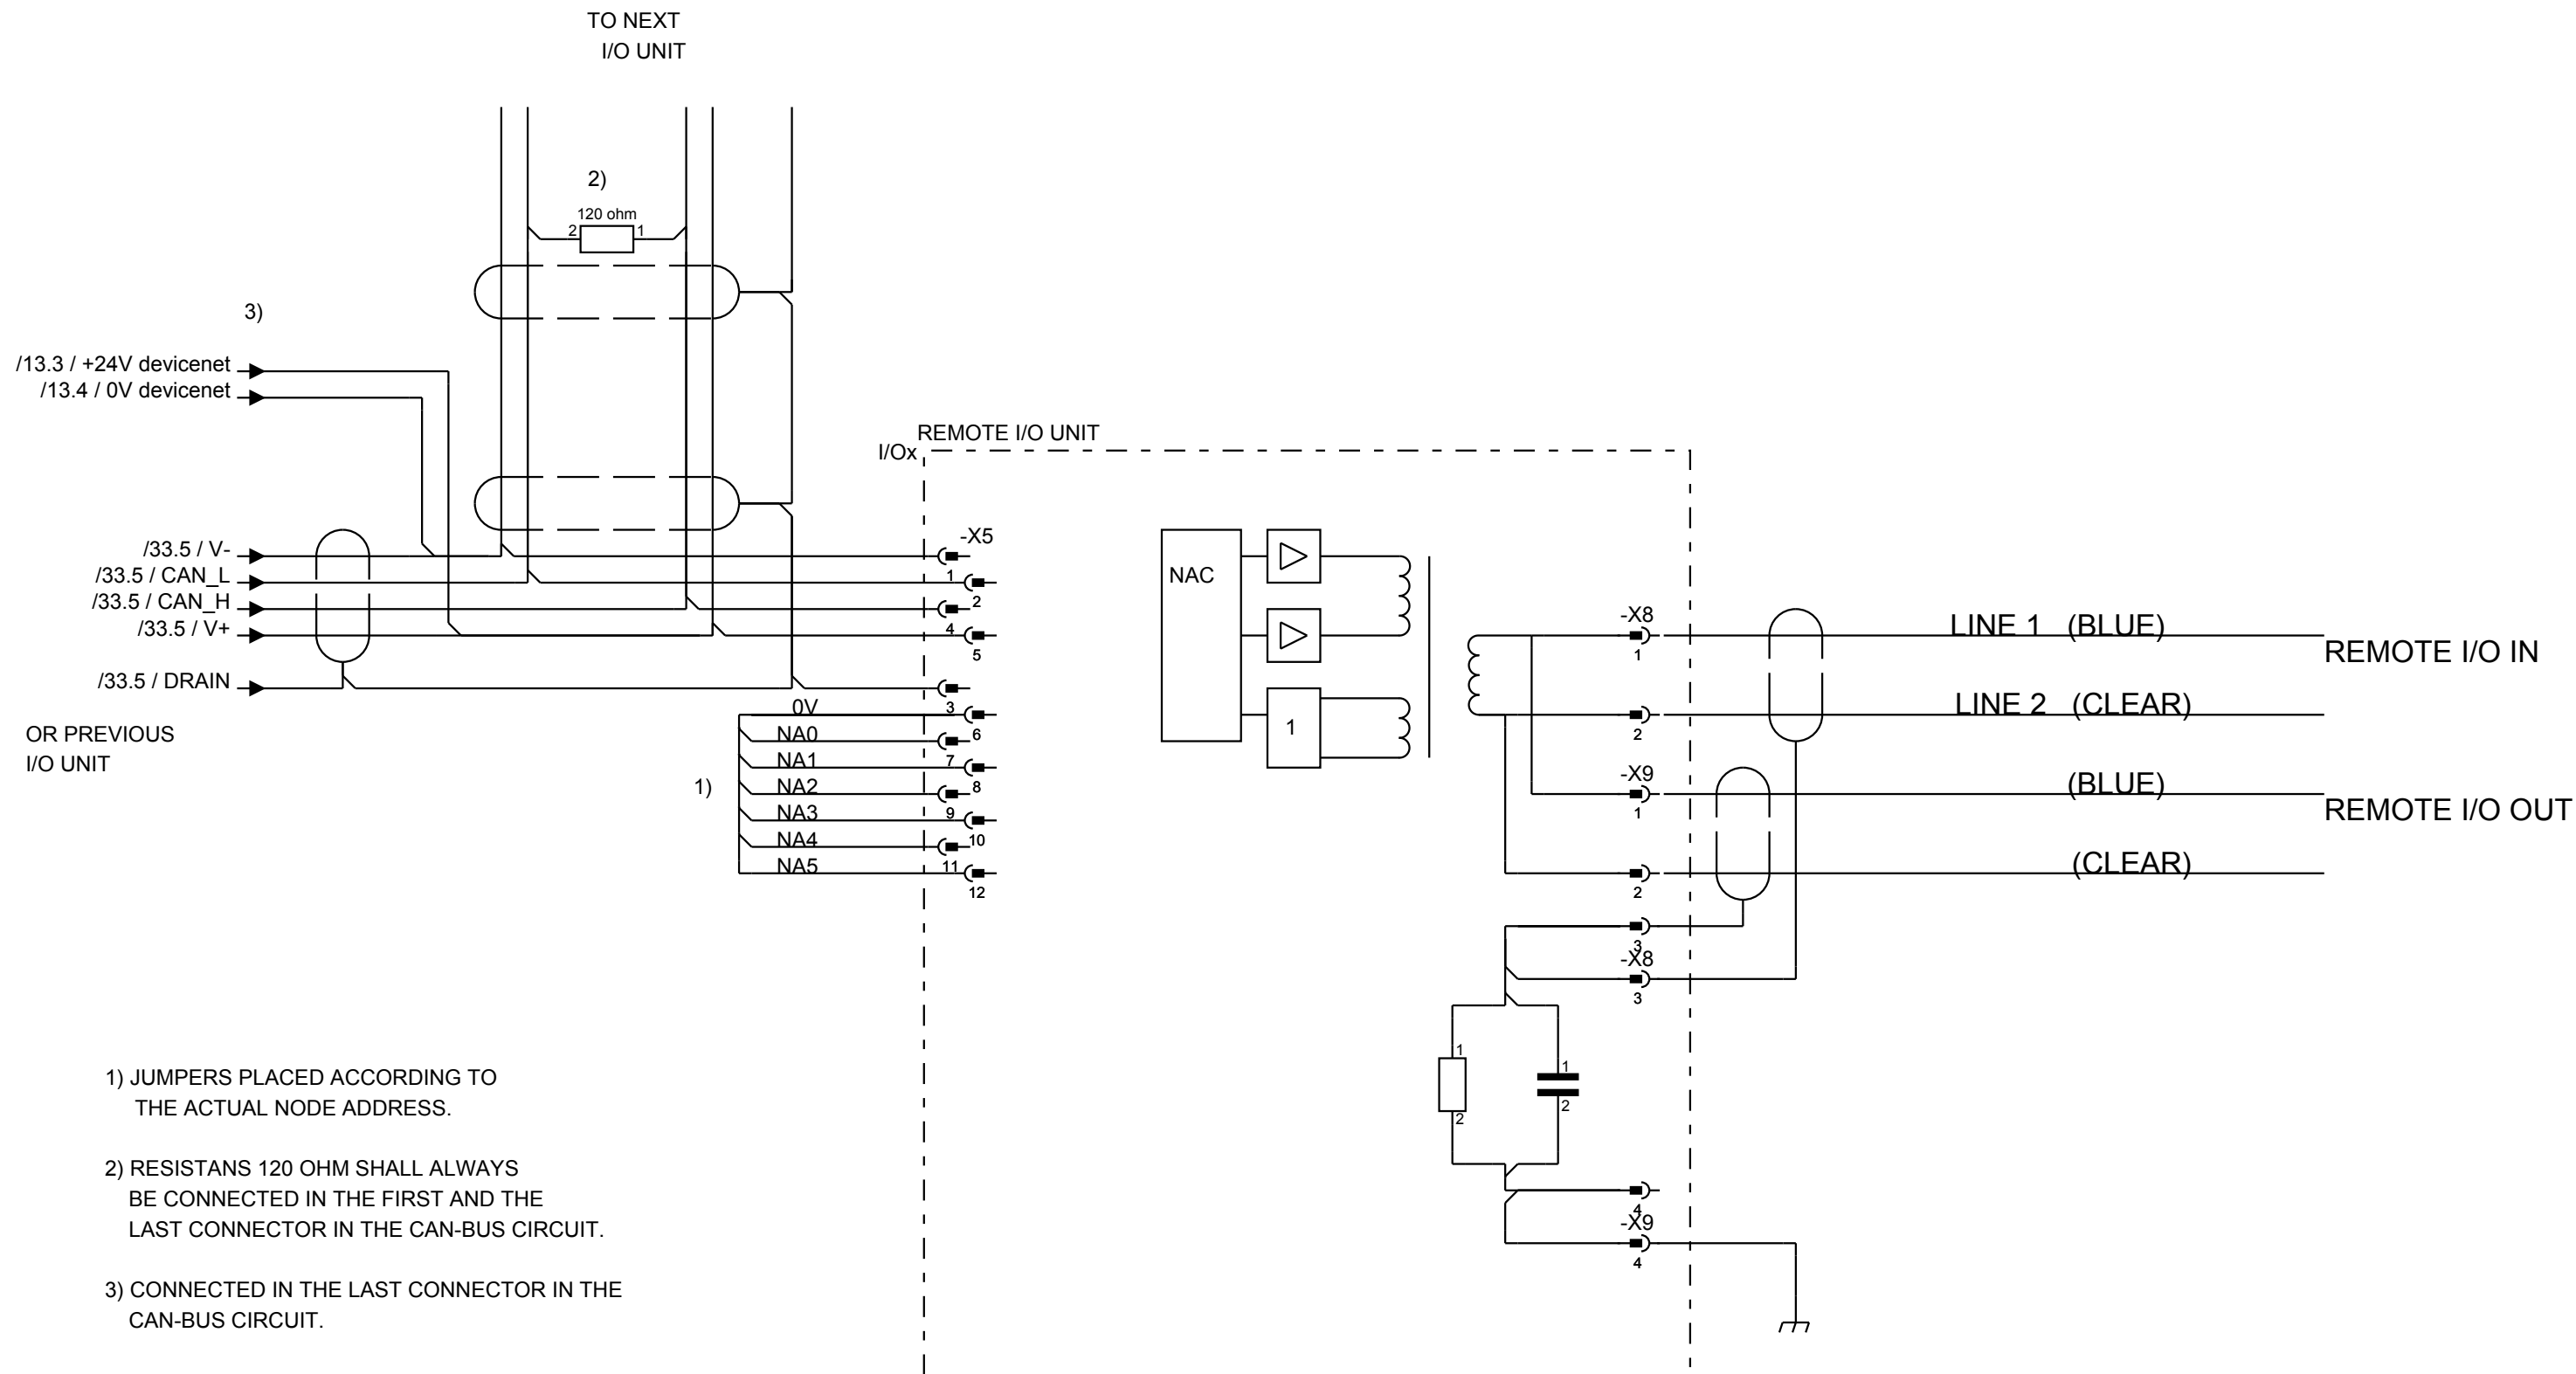 TO NEXT
I/O UNIT
2)
120 ohm
2
1
3)
/13.3 / +24V devicenet
/13.4 / 0V devicenet
REMOTE I/O UNIT
I/Ox
-X5
/33.5 / V-
/33.5 / CAN_L
/33.5 / CAN_H
/33.5 / V+
/33.5 / DRAIN
OR PREVIOUS
I/O UNIT
1
2
4
5
3
6
7
8
9
10
11
12
0V
NA0
NA1
NA2
NA3
NA4
NA5
1)
NAC
1
-X8
1
2
-X9
1
2
3
-X8
3
LINE 1 (BLUE)
REMOTE I/O IN
LINE 2 (CLEAR)
(BLUE)
REMOTE I/O OUT
(CLEAR)
1
2
1
2
4
-X9
4
1) JUMPERS PLACED ACCORDING TO
THE ACTUAL NODE ADDRESS.
2) RESISTANS 120 OHM SHALL ALWAYS
BE CONNECTED IN THE FIRST AND THE
LAST CONNECTOR IN THE CAN-BUS CIRCUIT.
3) CONNECTED IN THE LAST CONNECTOR IN THE
CAN-BUS CIRCUIT.